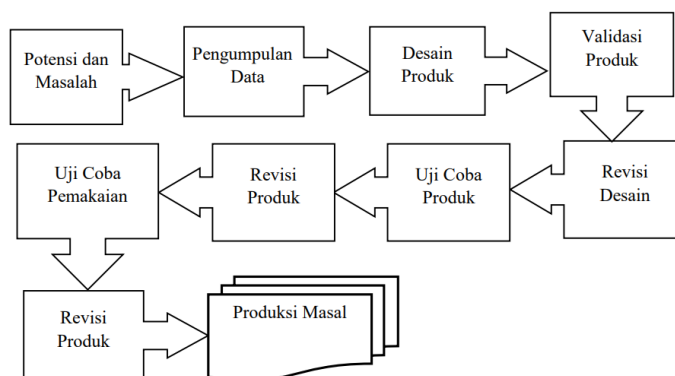 Potensi dan
Masalah
Pengumpulan
Data
Desain
Produk
Validasi
Produk
Revisi
Desain
Uji Coba
Produk
Revisi
Produk
Uji Coba
Pemakaian
Revisi
Produk
Produksi Masal